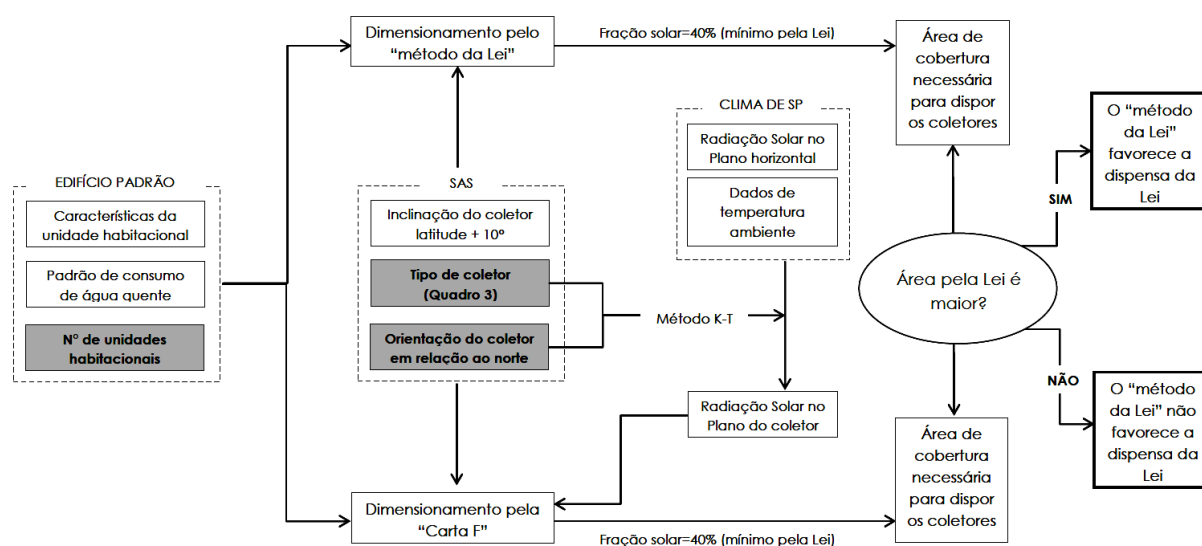 Dimensionamento pelo
“método da Lei”
Fração solar=40% (mínimo pela Lei)
Área de
cobertura
necessária
para dispor
os coletores
CLIMA DE SP
Radiação Solar no
Plano horizontal
Dados de
temperatura
ambiente
O “método
da Lei”
favorece a
dispensa da
Lei
EDIFÍCIO PADRÃO
Características da
unidade habitacional
Padrão de consumo
de água quente
N° de unidades
habitacionais
SAS
Inclinação do coletor
latitude + 10º
Tipo de coletor
(Quadro 3)
Orientação do coletor
em relação ao norte
Método K-T
SIM
Área pela Lei é
maior?
NÃO
Radiação Solar no
Plano do coletor
O “método
da Lei” não
favorece a
dispensa da
Lei
Área de
cobertura
necessária
para dispor
os coletores
Dimensionamento pela
“Carta F”
Fração solar=40% (mínimo pela Lei)